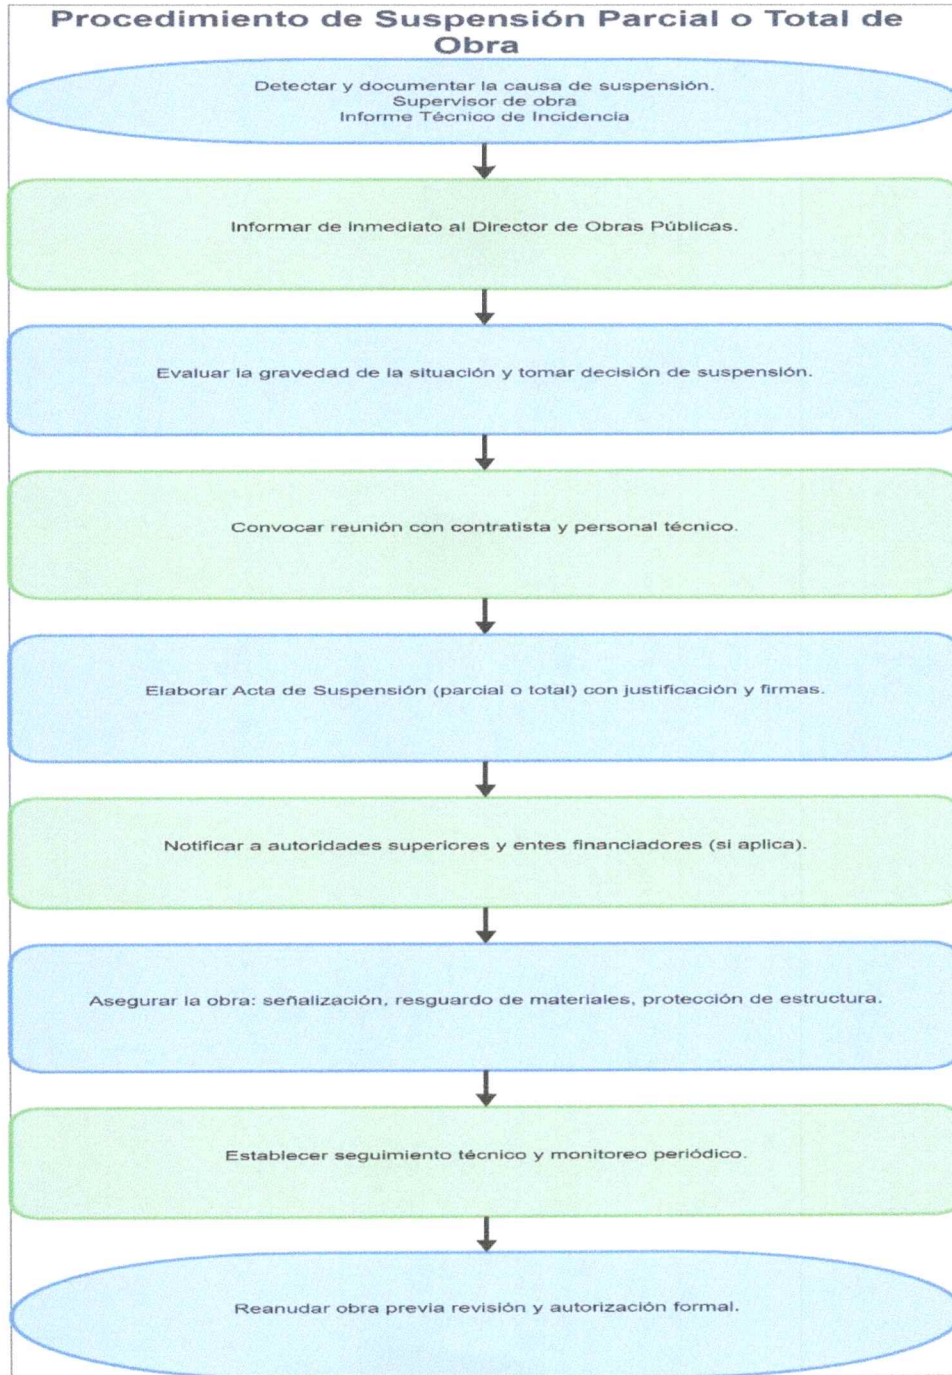 Procedimiento de Suspensión Parcial o Total de
Obra
Detectar y documentar la causa de suspensión.
Supervisor de obra
Informe Técnico de Incidencia
Informar de inmediato al Director de Obras Públicas.
Evaluar la gravedad de la situación y tomar decisión de suspensión.
Convocar reunión con contratista y personal técnico.
Elaborar Acta de Suspensión (parcial o total) con justificación y firmas.
Notificar a autoridades superiores y entes financiadores (si aplica).
Asegurar la obra: señalización, resguardo de materiales, protección de estructura.
Establecer seguimiento técnico y monitoreo periódico.
Reanudar obra previa revisión y autorización formal.